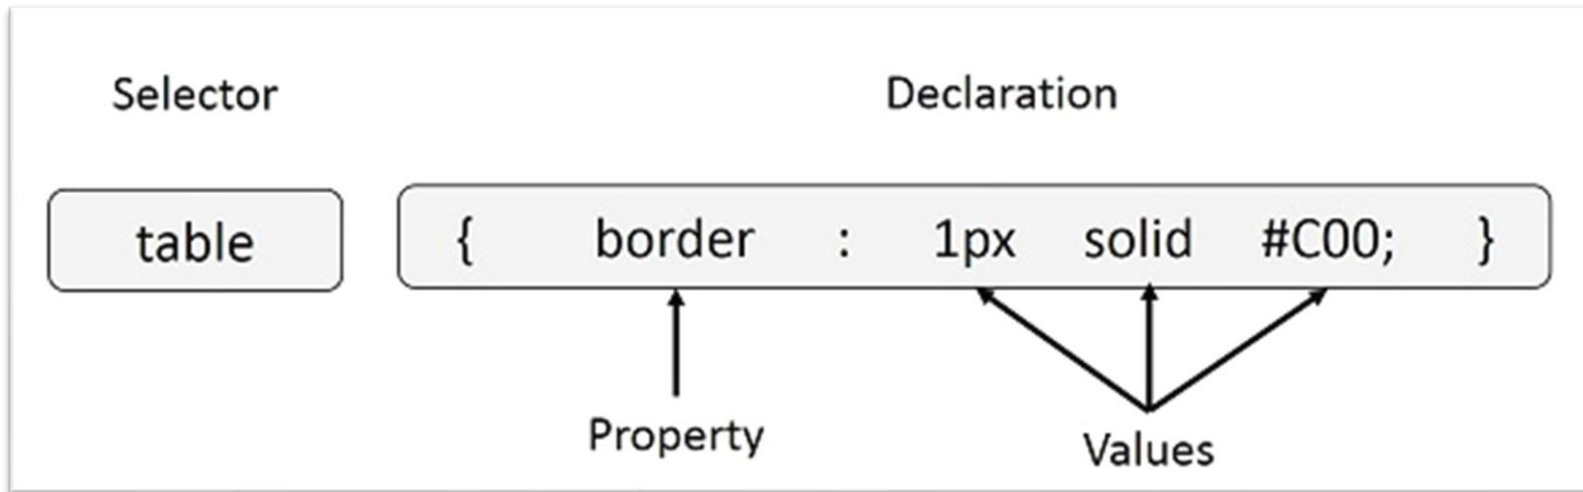 Selector
Declaration
table
{ border : 1px solid #C00; }
Property
Values